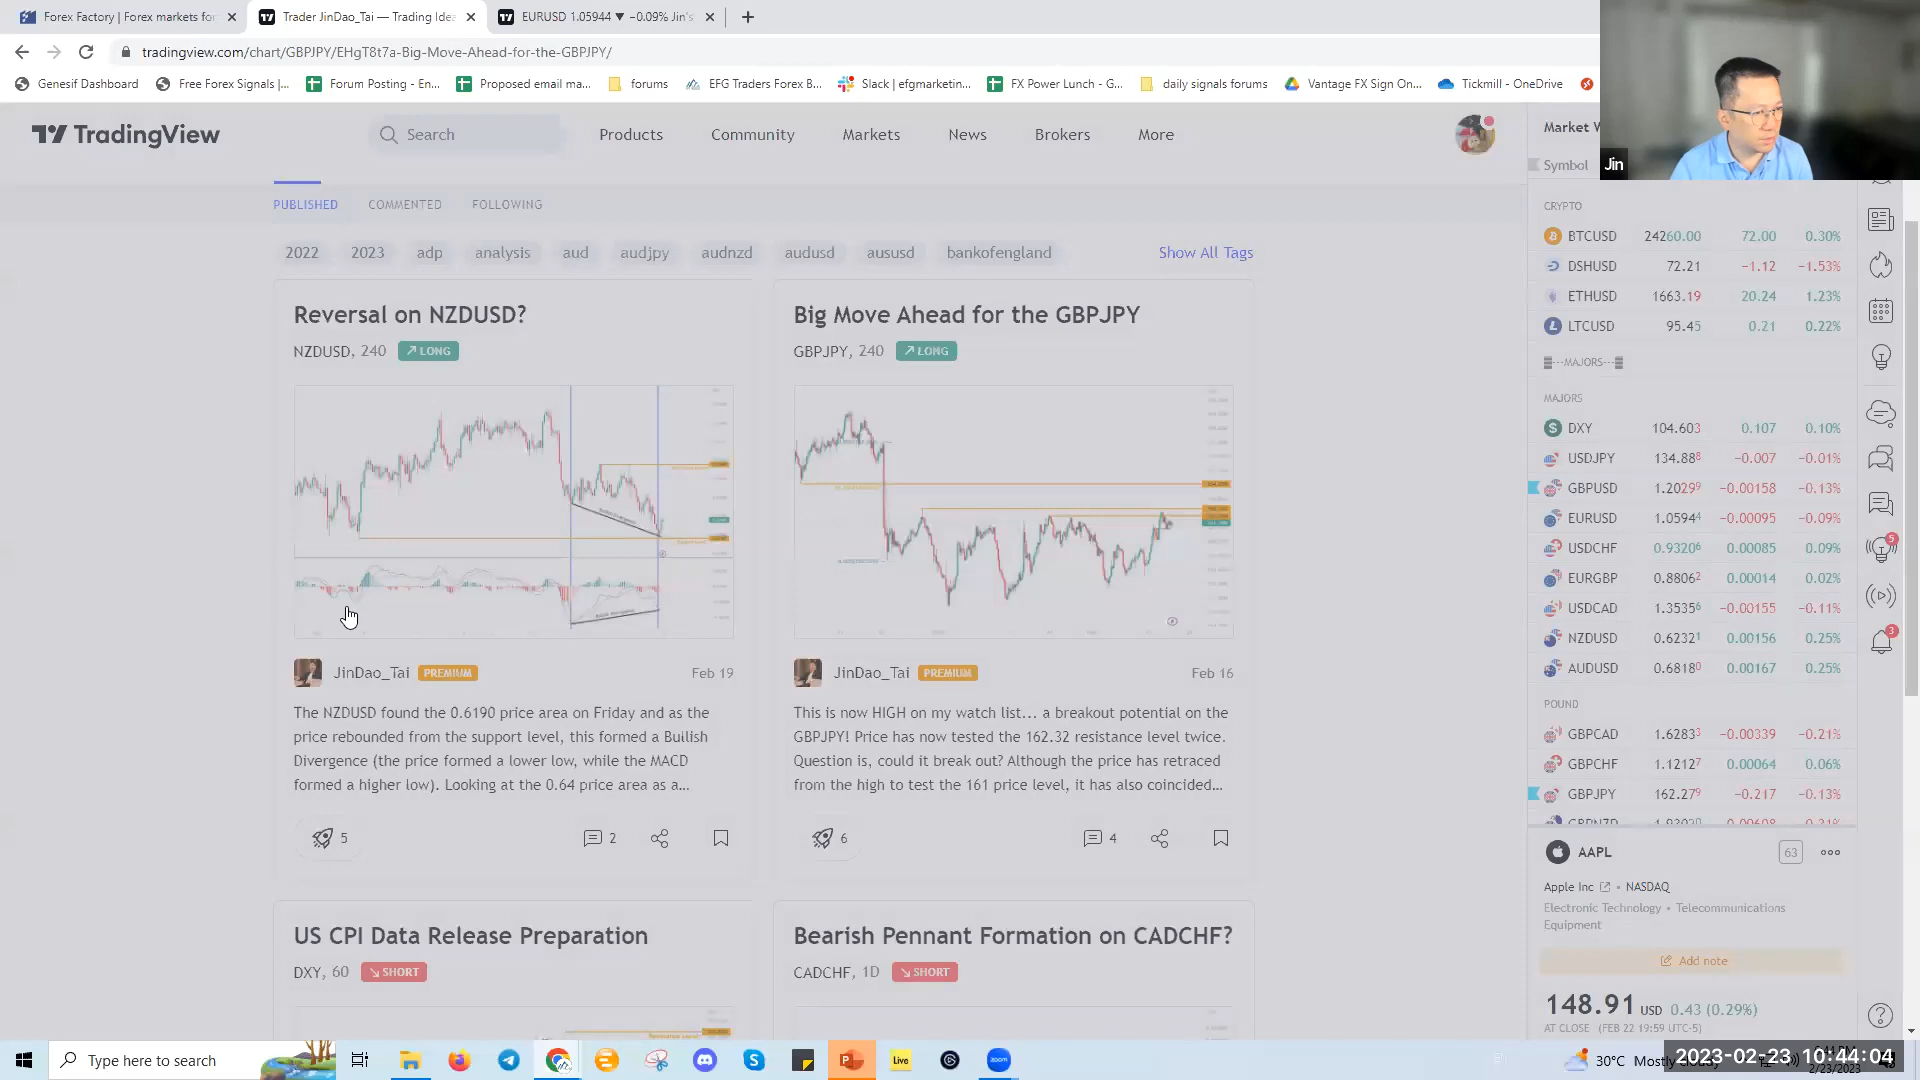 Forex Factory | Forex markets for
Trader JinDao_Tai — Trading Idea
EURUSD 1.05944 ▼ −0.09% Jin's
tradingview.com/chart/GBPJPY/EHgT8t7a-Big-Move-Ahead-for-the-GBPJPY/
Genesif Dashboard
Free Forex Signals |...
Forum Posting - En...
Proposed email ma...
forums
EFG Traders Forex B...
Slack | efgmarketin...
FX Power Lunch - G...
daily signals forums
Vantage FX Sign On...
Tickmill - OneDrive
Jin
TradingView
Search
Products
Community
Markets
News
Brokers
More
PUBLISHED
COMMENTED
FOLLOWING
2022
2023
adp
analysis
aud
audjpy
audnzd
audusd
aususd
bankofengland
Show All Tags
Reversal on NZDUSD?
NZDUSD, 240 LONG
JinDao_Tai PREMIUM Feb 19
The NZDUSD found the 0.6190 price area on Friday and as the
price rebounded from the support level, this formed a Bullish
Divergence (the price formed a lower low, while the MACD
formed a higher low). Looking at the 0.64 price area as a...
5
2
Big Move Ahead for the GBPJPY
GBPJPY, 240 LONG
JinDao_Tai PREMIUM Feb 16
This is now HIGH on my watch list... a breakout potential on the
GBPJPY! Price has now tested the 162.32 resistance level twice.
Question is, could it break out? Although the price has retraced
from the high to test the 161 price level, it has also coincided...
6
4
US CPI Data Release Preparation
DXY, 60 SHORT
Bearish Pennant Formation on CADCHF?
CADCHF, 1D SHORT
Market
Symbol
CRYPTO
BTCUSD 24260.00 72.00 0.30%
DSHUSD 72.21 −1.12 −1.53%
ETHUSD 1663.19 20.24 1.23%
LTCUSD 95.45 0.21 0.22%
---MAJORS---
MAJORS
DXY 104.603 0.107 0.10%
USDJPY 134.888 −0.007 −0.01%
GBPUSD 1.20299 −0.00158 −0.13%
EURUSD 1.05944 −0.00095 −0.09%
USDCHF 0.93206 0.00085 0.09%
EURGBP 0.88062 0.00014 0.02%
USDCAD 1.35356 −0.00155 −0.11%
NZDUSD 0.62321 0.00156 0.25%
AUDUSD 0.68180 0.00167 0.25%
POUND
GBPCAD 1.62833 −0.00339 −0.21%
GBPCHF 1.12127 0.00064 0.06%
GBPJPY 162.279 −0.217 −0.13%
AAPL 63
Apple Inc • NASDAQ
Electronic Technology • Telecommunications
Equipment
Add note
148.91 USD 0.43 (0.29%)
AT CLOSE (FEB 22 19:59 UTC-5)
5
3
Type here to search
Live
zoom
30°C Mostly cloudy
2023-02-23 10:44:04
2/23/2023